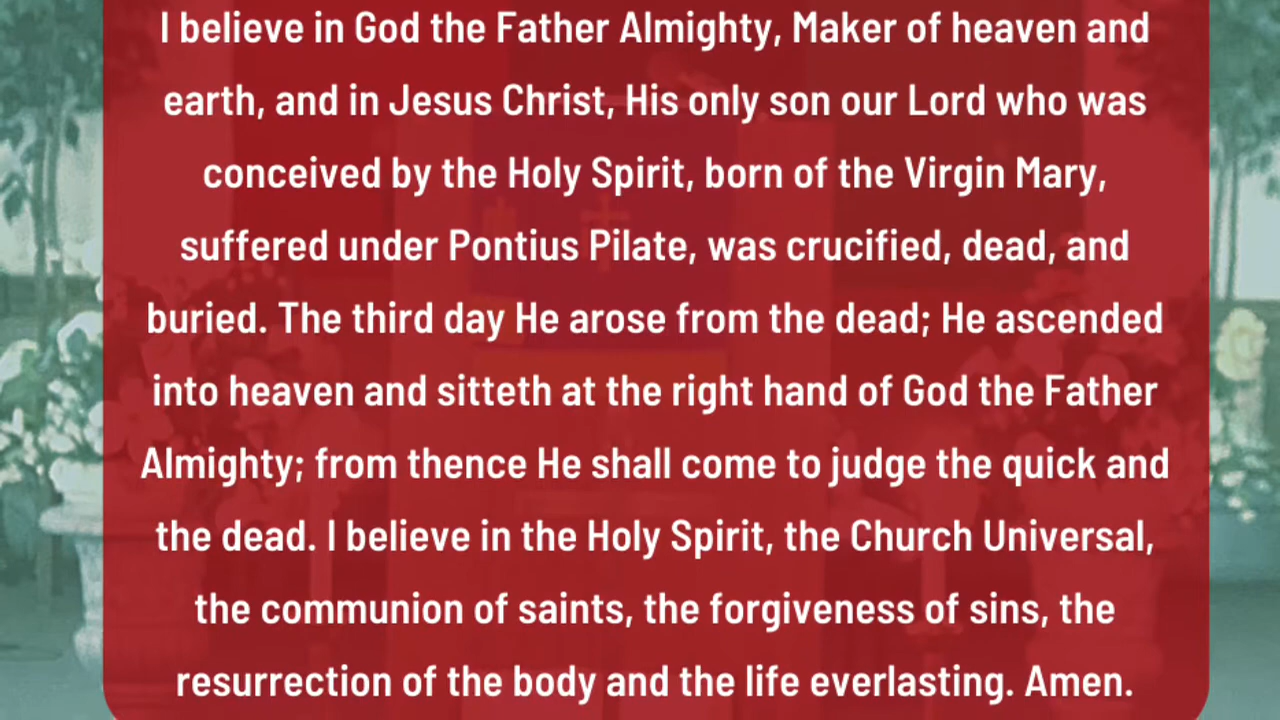 I believe in God the Father Almighty, Maker of heaven and
earth, and in Jesus Christ, His only son our Lord who was
conceived by the Holy Spirit, born of the Virgin Mary,
suffered under Pontius Pilate, was crucified, dead, and
buried. The third day He arose from the dead; He ascended
into heaven and sitteth at the right hand of God the Father
Almighty; from thence He shall come to judge the quick and
the dead. I believe in the Holy Spirit, the Church Universal,
the communion of saints, the forgiveness of sins, the
resurrection of the body and the life everlasting. Amen.